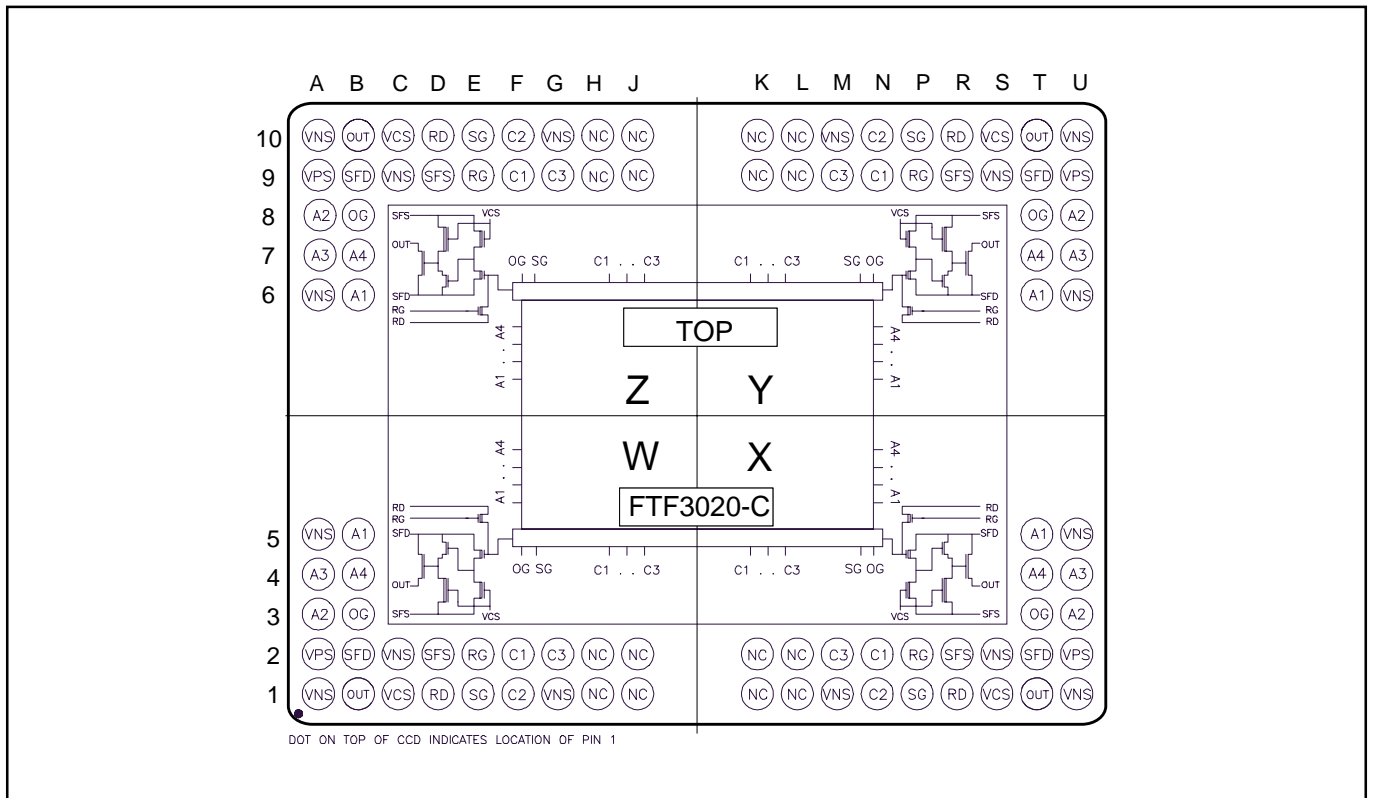 A B C D E F G H J K L M N P R S T U
10 VNS OUT VCS RD SG C2 VNS NC NC NC NC VNS C2 SG RD VCS OUT VNS
9 VPS SFD VNS SFS RG C1 C3 NC NC NC NC C3 C1 RG SFS VNS SFD VPS
8 A2 OG SFS VCS VCS SFS OG A2
7 A3 A4 OUT OUT A4 A3
OG SG C1 . . C3 C1 . . C3 SG OG
6 VNS A1 SFD SFD A1 VNS
RG RG
RD RD
TOP
A4 . . A1 A4 . . A1
Z Y
W X
A4 . . A1 A4 . . A1
FTF3020-C
RD RD
RG RG
5 VNS A1 SFD SFD A1 VNS
OG SG C1 . . C3 C1 . . C3 SG OG
4 A3 A4 OUT OUT A4 A3
3 A2 OG SFS VCS VCS SFS OG A2
2 VPS SFD VNS SFS RG C1 C3 NC NC NC NC C3 C1 RG SFS VNS SFD VPS
1 VNS OUT VCS RD SG C2 VNS NC NC NC NC VNS C2 SG RD VCS OUT VNS
DOT ON TOP OF CCD INDICATES LOCATION OF PIN 1